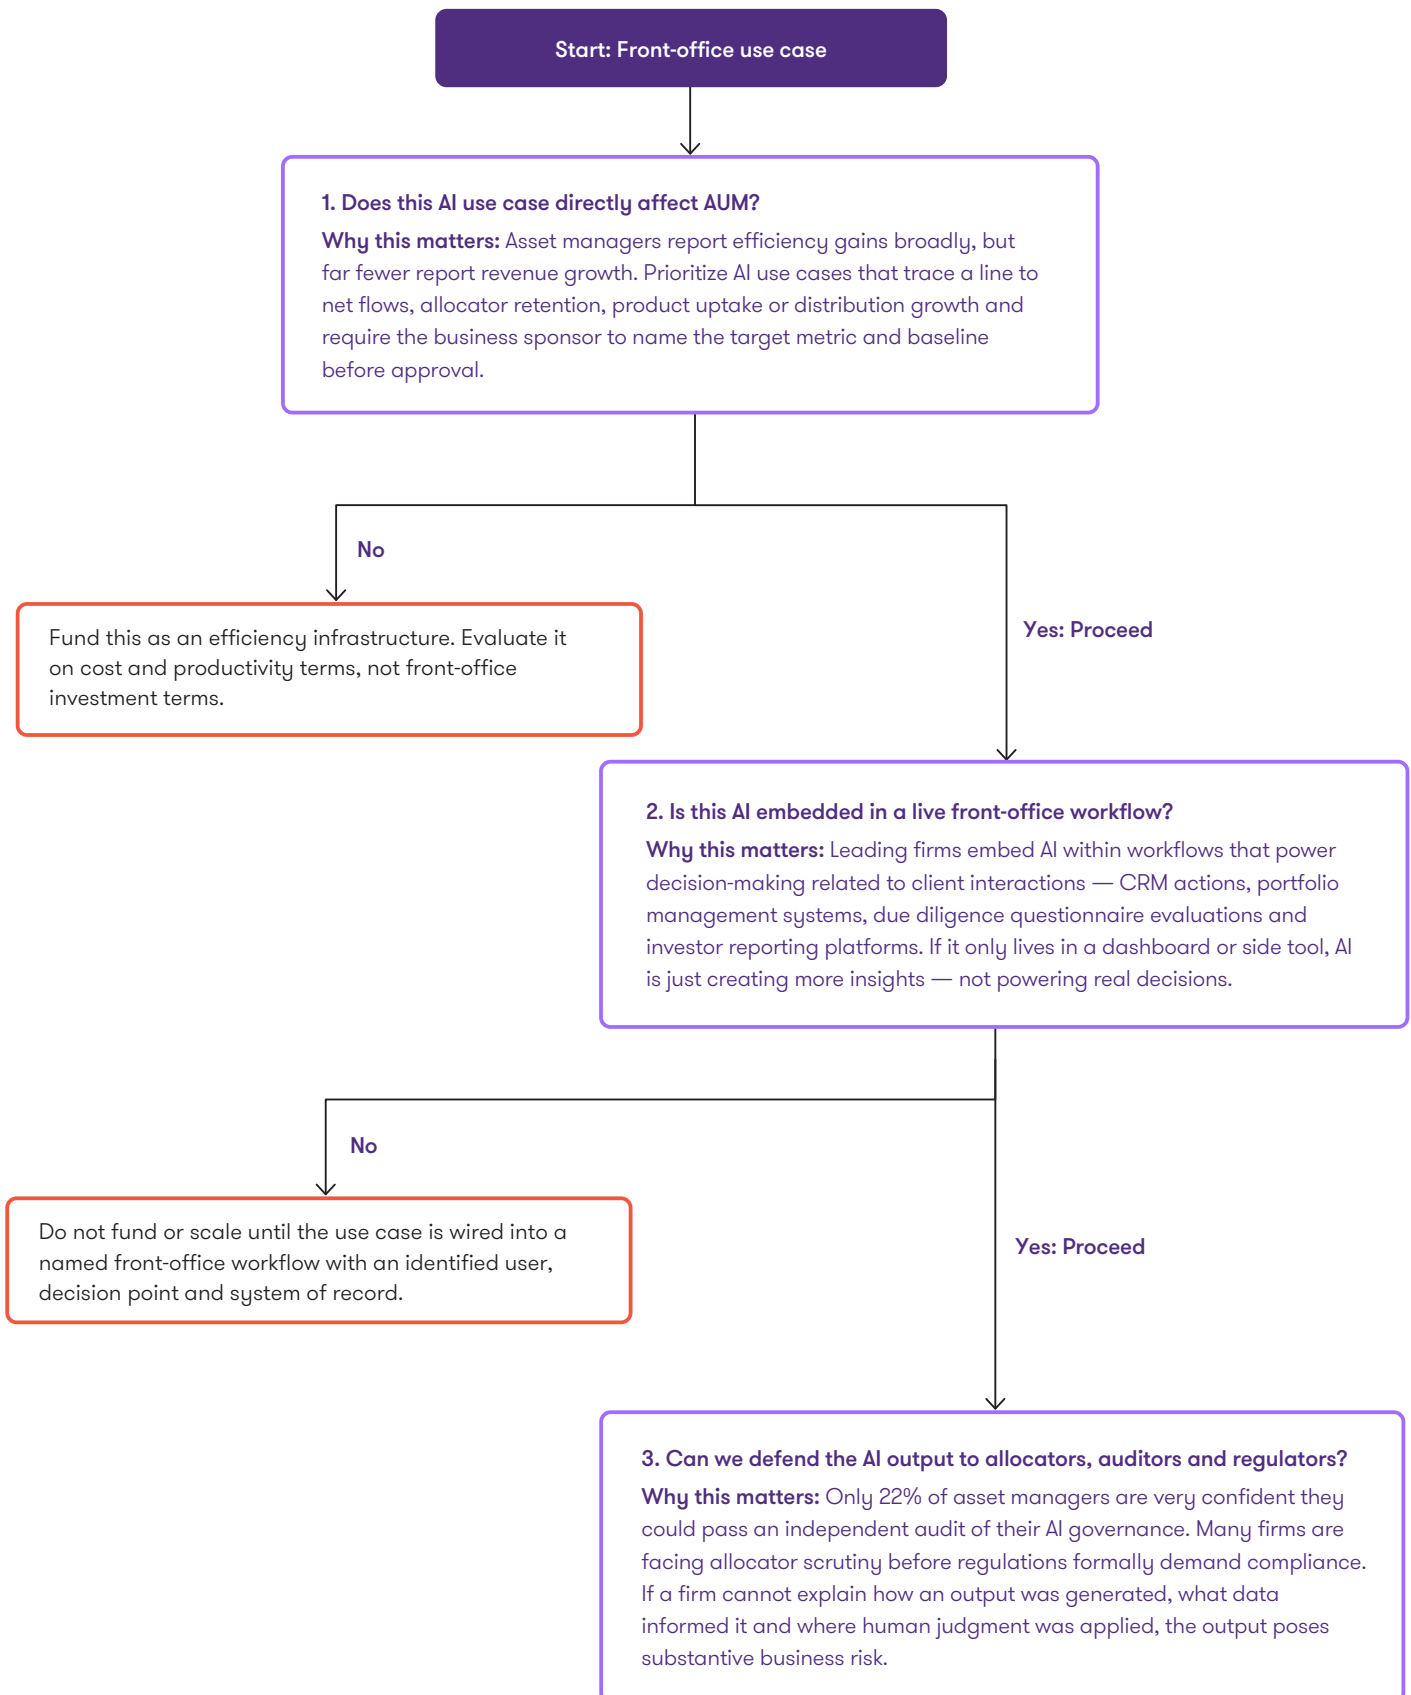 Start: Front-office use case
1. Does this AI use case directly affect AUM?
Why this matters: Asset managers report efficiency gains broadly, but
far fewer report revenue growth. Prioritize AI use cases that trace a line to
net flows, allocator retention, product uptake or distribution growth and
require the business sponsor to name the target metric and baseline
before approval.
No
Fund this as an efficiency infrastructure. Evaluate it
on cost and productivity terms, not front-office
investment terms.
Yes: Proceed
2. Is this AI embedded in a live front-office workflow?
Why this matters: Leading firms embed AI within workflows that power
decision-making related to client interactions — CRM actions, portfolio
management systems, due diligence questionnaire evaluations and
investor reporting platforms. If it only lives in a dashboard or side tool, AI
is just creating more insights — not powering real decisions.
No
Do not fund or scale until the use case is wired into a
named front-office workflow with an identified user,
decision point and system of record.
Yes: Proceed
3. Can we defend the AI output to allocators, auditors and regulators?
Why this matters: Only 22% of asset managers are very confident they
could pass an independent audit of their AI governance. Many firms are
facing allocator scrutiny before regulations formally demand compliance.
If a firm cannot explain how an output was generated, what data
informed it and where human judgment was applied, the output poses
substantive business risk.